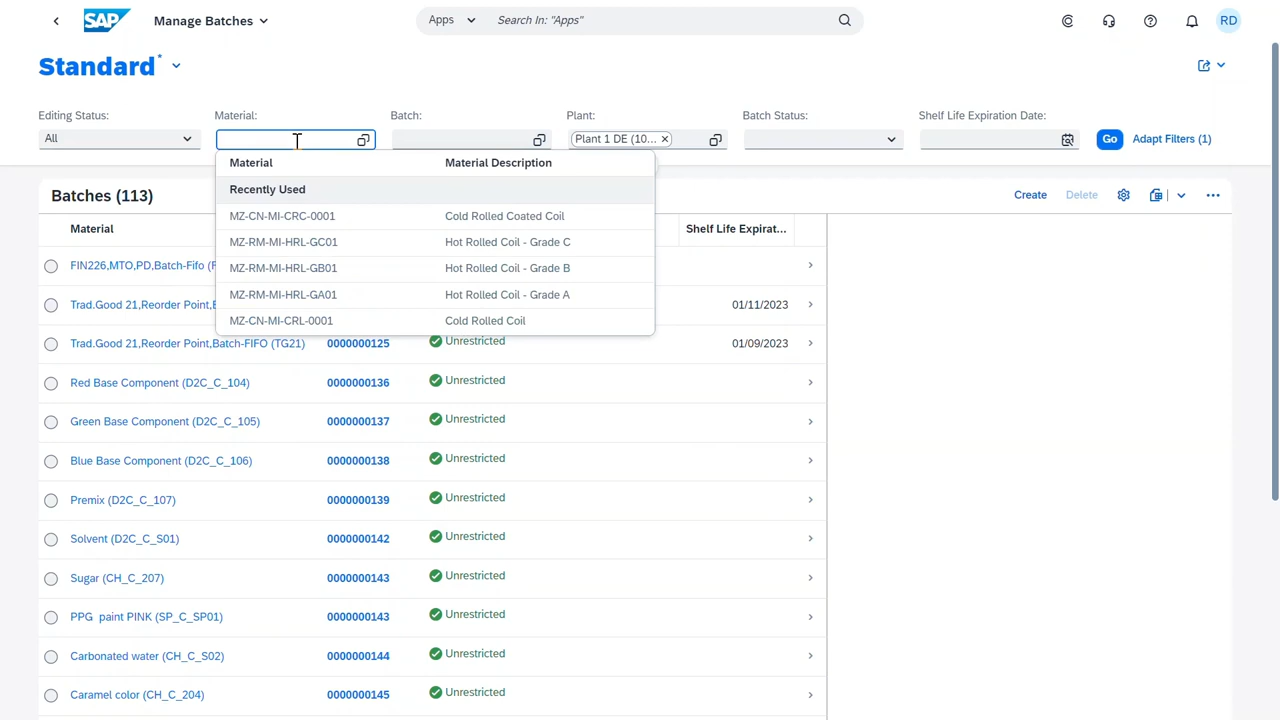 SAP Manage Batches Apps Search In: "Apps" RD
Standard *
Editing Status: Material: Batch: Plant: Batch Status: Shelf Life Expiration Date:
All Plant 1 DE (10... Go Adapt Filters (1)
Material Material Description
Recently Used
MZ-CN-MI-CRC-0001 Cold Rolled Coated Coil
MZ-RM-MI-HRL-GC01 Hot Rolled Coil - Grade C
MZ-RM-MI-HRL-GB01 Hot Rolled Coil - Grade B
MZ-RM-MI-HRL-GA01 Hot Rolled Coil - Grade A
MZ-CN-MI-CRL-0001 Cold Rolled Coil
Batches (113) Create Delete
Material Shelf Life Expirat...
FIN226,MTO,PD,Batch-Fifo (F
Trad.Good 21,Reorder Point,B 01/11/2023
Trad.Good 21,Reorder Point,Batch-FIFO (TG21) 0000000125 Unrestricted 01/09/2023
Red Base Component (D2C_C_104) 0000000136 Unrestricted
Green Base Component (D2C_C_105) 0000000137 Unrestricted
Blue Base Component (D2C_C_106) 0000000138 Unrestricted
Premix (D2C_C_107) 0000000139 Unrestricted
Solvent (D2C_C_S01) 0000000142 Unrestricted
Sugar (CH_C_207) 0000000143 Unrestricted
PPG paint PINK (SP_C_SP01) 0000000143 Unrestricted
Carbonated water (CH_C_S02) 0000000144 Unrestricted
Caramel color (CH_C_204) 0000000145 Unrestricted